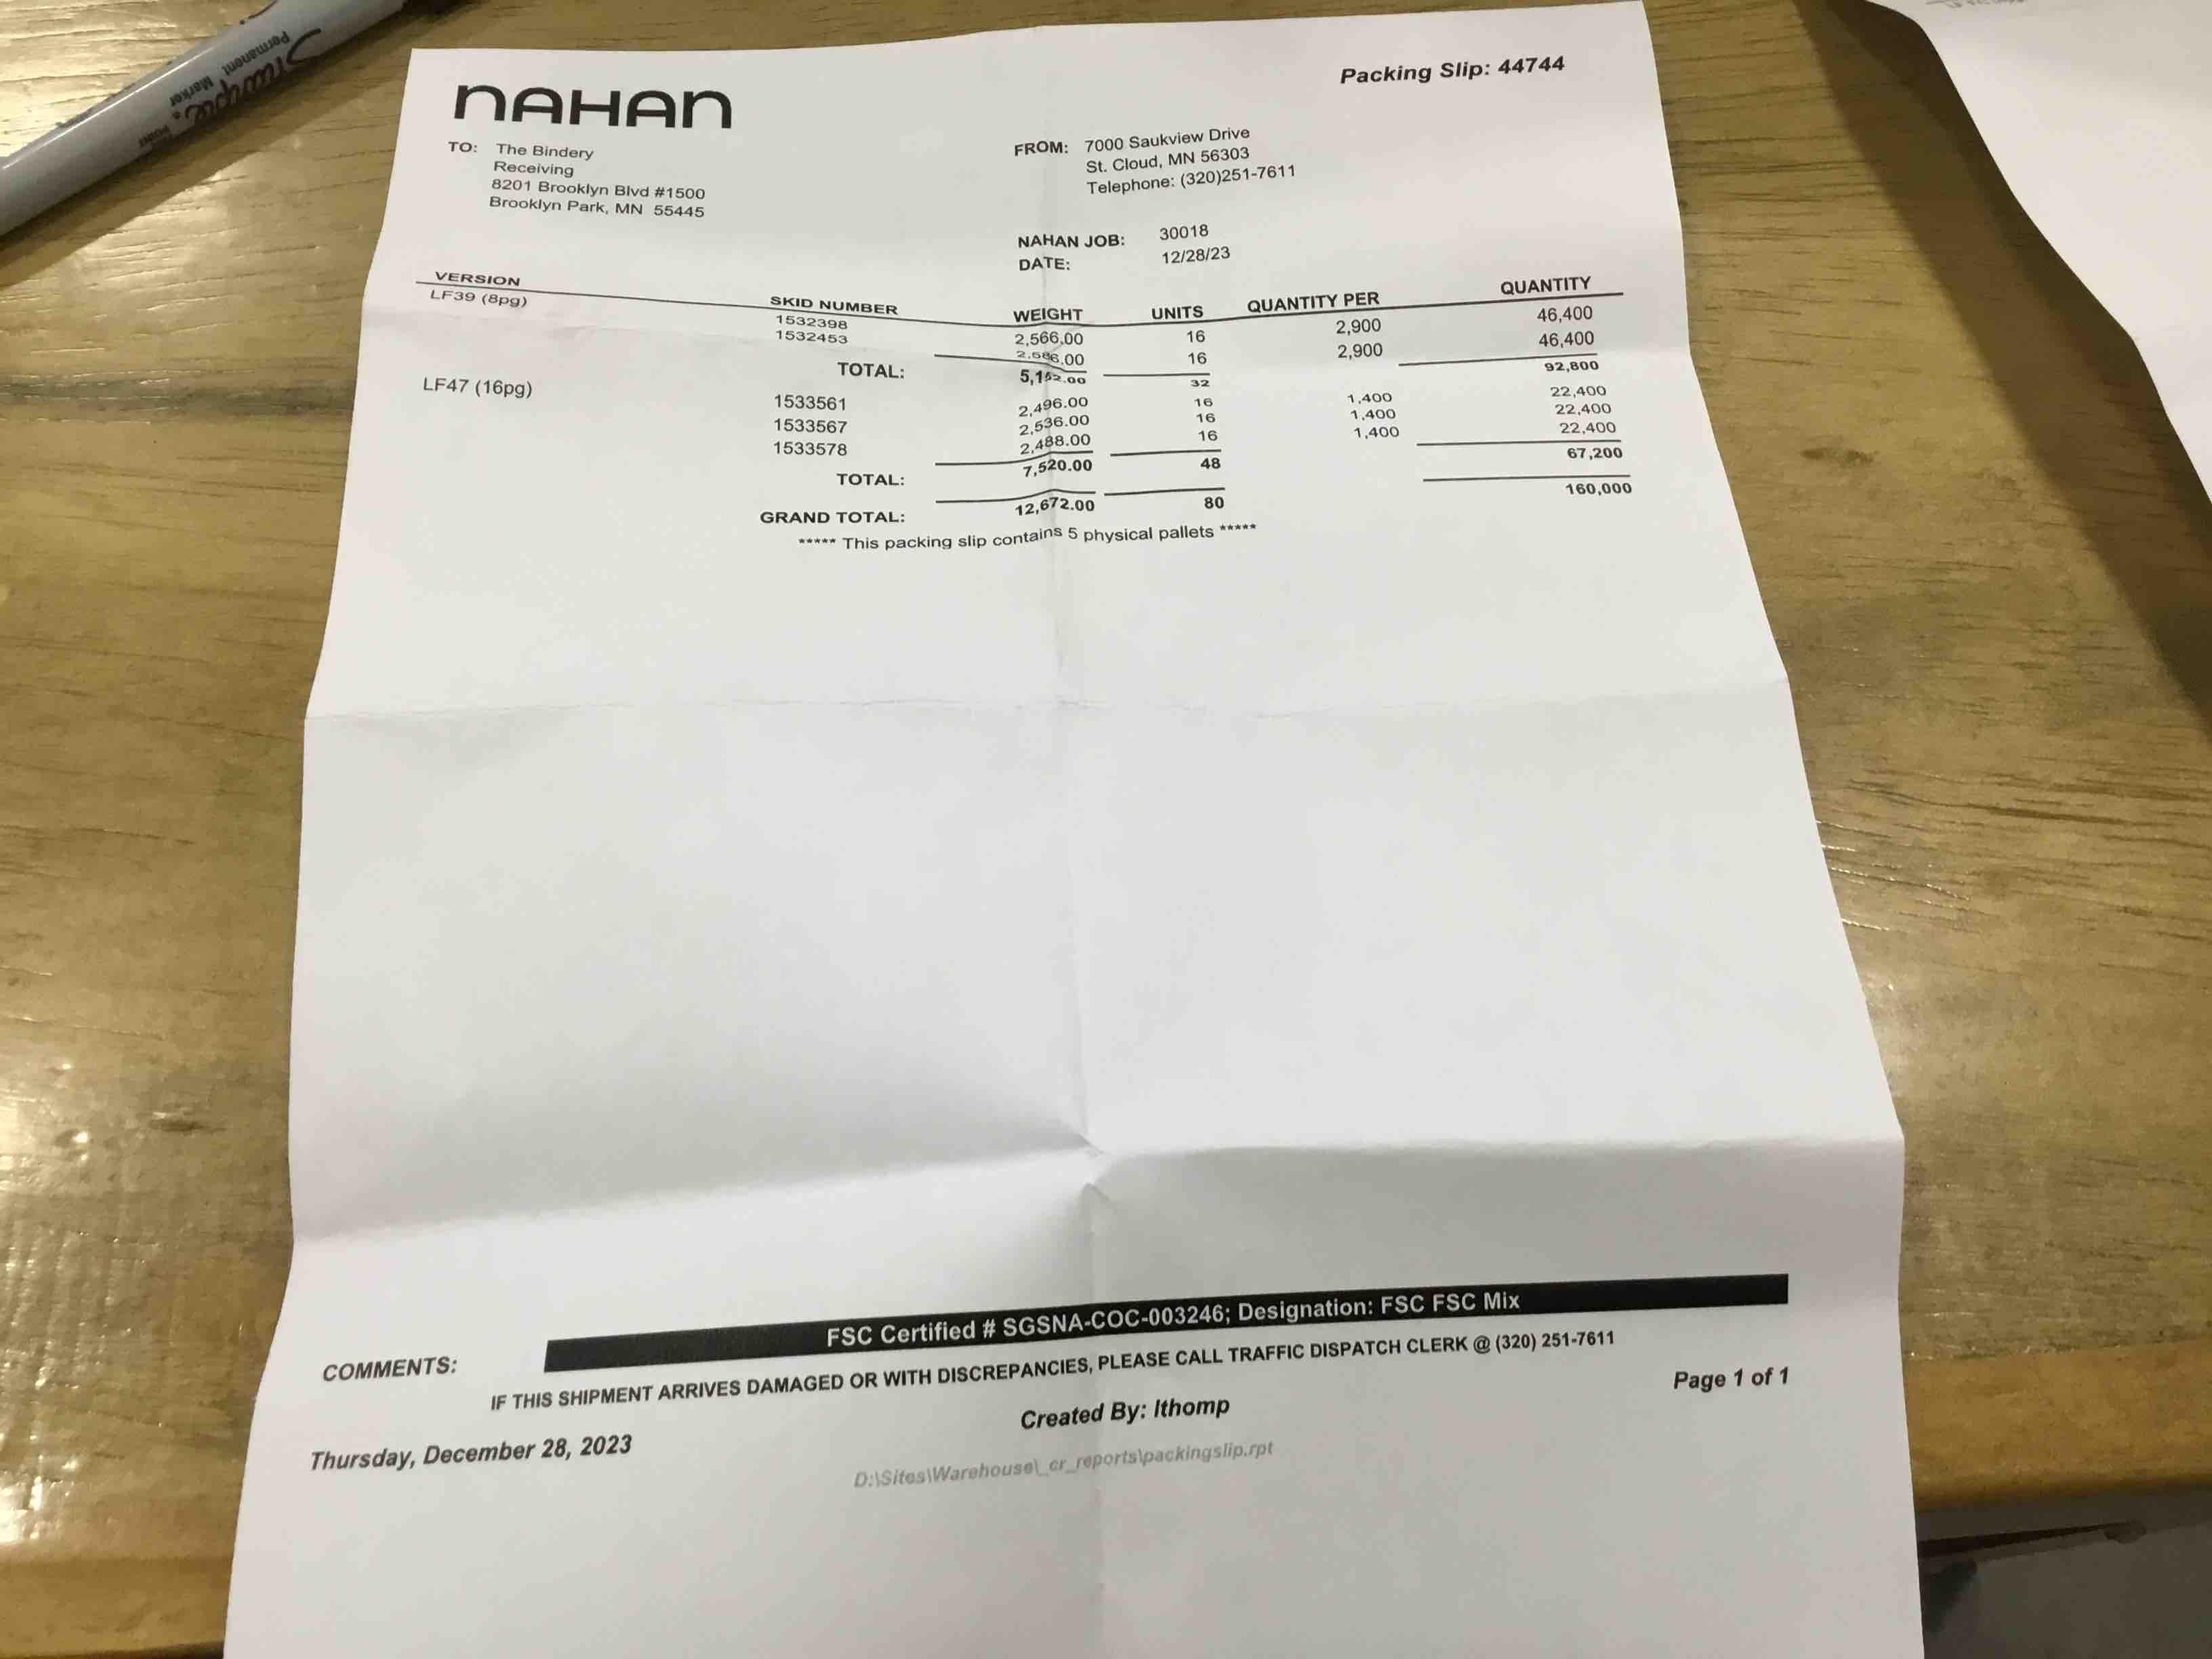 Sharpie
Permanent Marker
POINT
NAHAN
Packing Slip: 44744
TO: The Bindery
Receiving
8201 Brooklyn Blvd #1500
Brooklyn Park, MN 55445
FROM: 7000 Saukview Drive
St. Cloud, MN 56303
Telephone: (320)251-7611
NAHAN JOB: 30018
DATE: 12/28/23
VERSION SKID NUMBER WEIGHT UNITS QUANTITY PER QUANTITY
LF39 (8pg) 1532398 2,566.00 16 2,900 46,400
1532453 2,586.00 16 2,900 46,400
TOTAL: 5,152.00 32 92,800
LF47 (16pg) 1533561 2,496.00 16 1,400 22,400
1533567 2,536.00 16 1,400 22,400
1533578 2,488.00 16 1,400 22,400
TOTAL: 7,520.00 48 67,200
GRAND TOTAL: 12,672.00 80 160,000
***** This packing slip contains 5 physical pallets *****
FSC Certified # SGSNA-COC-003246; Designation: FSC FSC Mix
COMMENTS:
IF THIS SHIPMENT ARRIVES DAMAGED OR WITH DISCREPANCIES, PLEASE CALL TRAFFIC DISPATCH CLERK @ (320) 251-7611
Page 1 of 1
Created By: lthomp
Thursday, December 28, 2023
D:\Sites\Warehouse\_cr_reports\packingslip.rpt